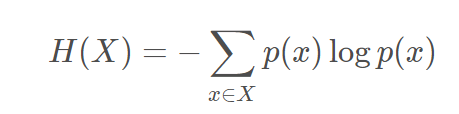 H(X) = − ∑ p(x) log p(x)
x∈X